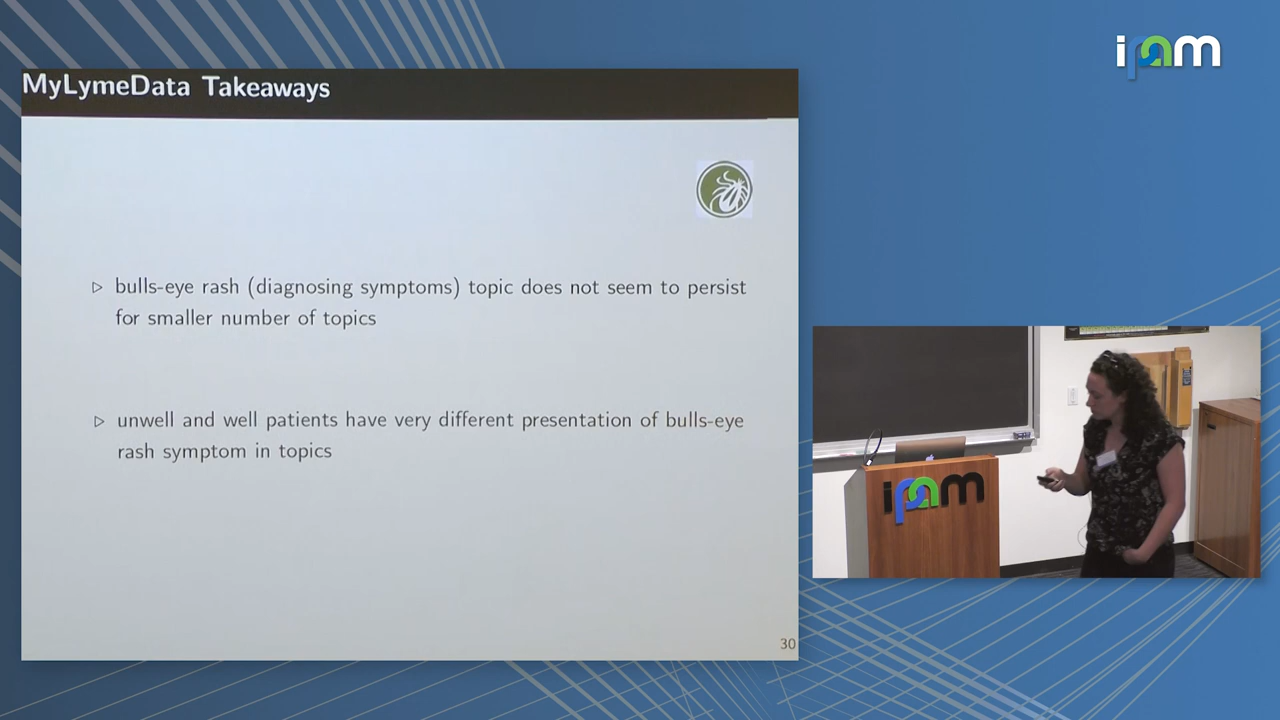 ipam
MyLymeData Takeaways
▷ bulls-eye rash (diagnosing symptoms) topic does not seem to persist
for smaller number of topics
▷ unwell and well patients have very different presentation of bulls-eye
rash symptom in topics
30
ipam